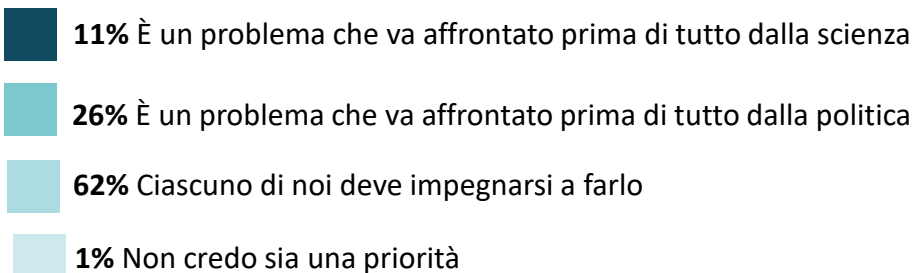 11% È un problema che va affrontato prima di tutto dalla scienza
26% È un problema che va affrontato prima di tutto dalla politica
62% Ciascuno di noi deve impegnarsi a farlo
1% Non credo sia una priorità